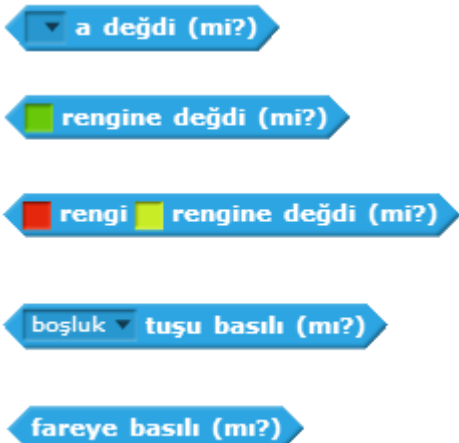 a değdi (mi?)
rengine değdi (mi?)
rengi rengine değdi (mi?)
boşluk tuşu basılı (mı?)
fareye basılı (mı?)